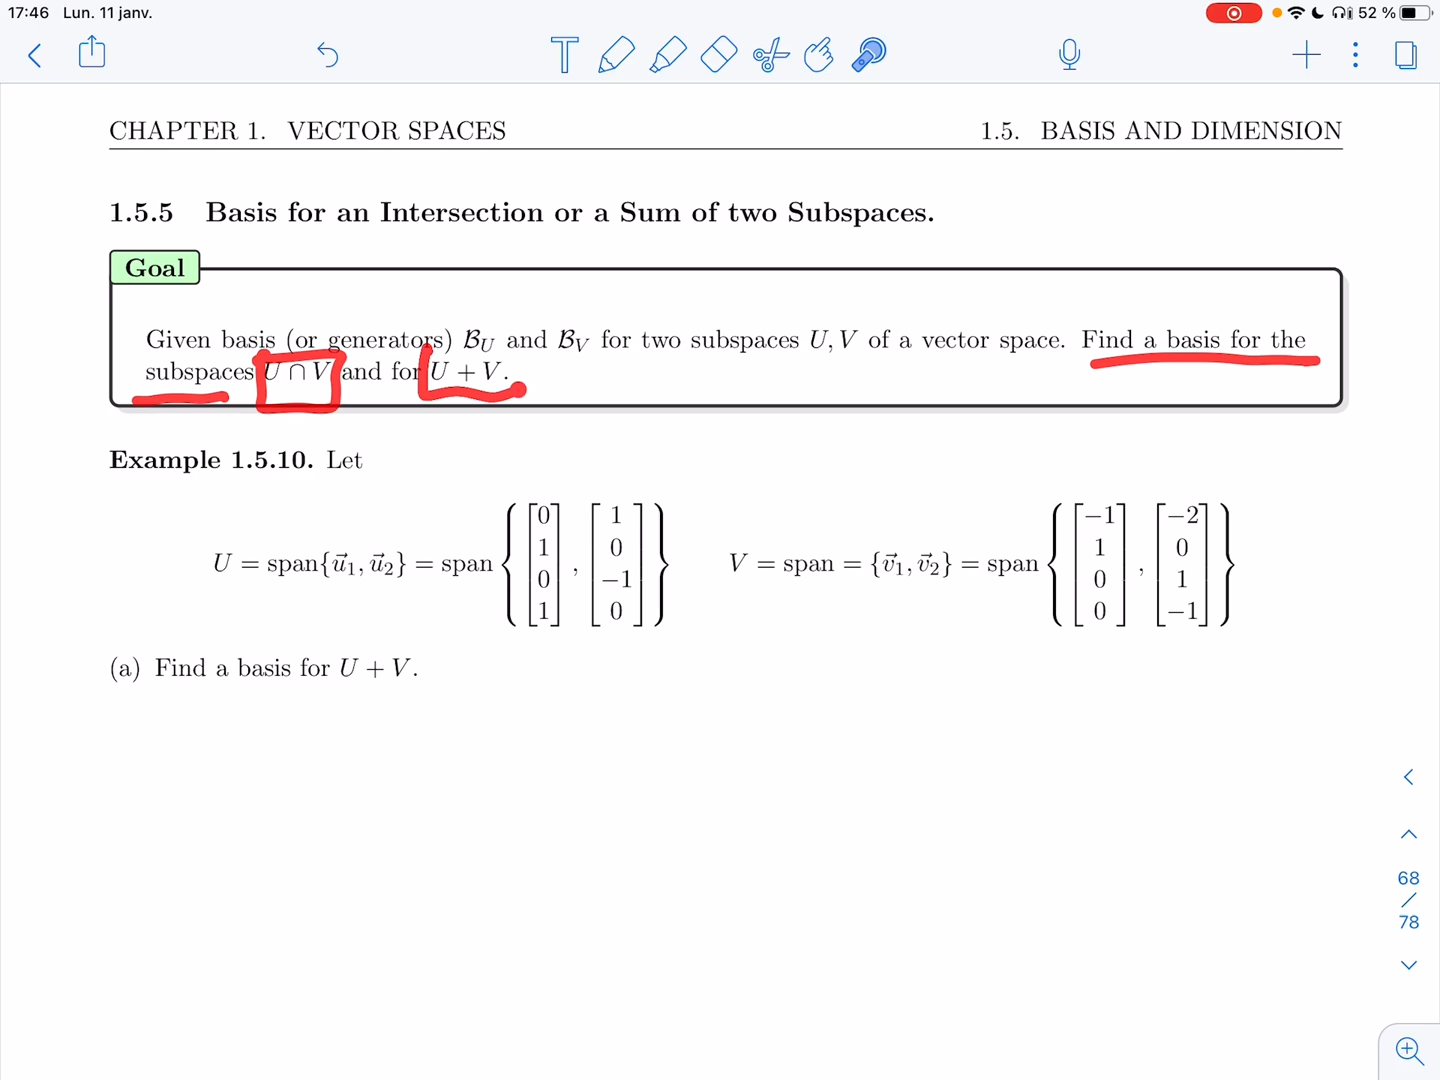 17:46 Lun. 11 janv.
52 %
T
CHAPTER 1. VECTOR SPACES 1.5. BASIS AND DIMENSION
1.5.5 Basis for an Intersection or a Sum of two Subspaces.
Goal
Given basis (or generators) 𝓑_U and 𝓑_V for two subspaces U, V of a vector space. Find a basis for the
subspaces U ∩ V and for U + V.
Example 1.5.10. Let
U = span{u⃗₁, u⃗₂} = span { [0 1 0 1], [1 0 −1 0] } V = span = {v⃗₁, v⃗₂} = span { [−1 1 0 0], [−2 0 1 −1] }
(a) Find a basis for U + V.
68
/
78